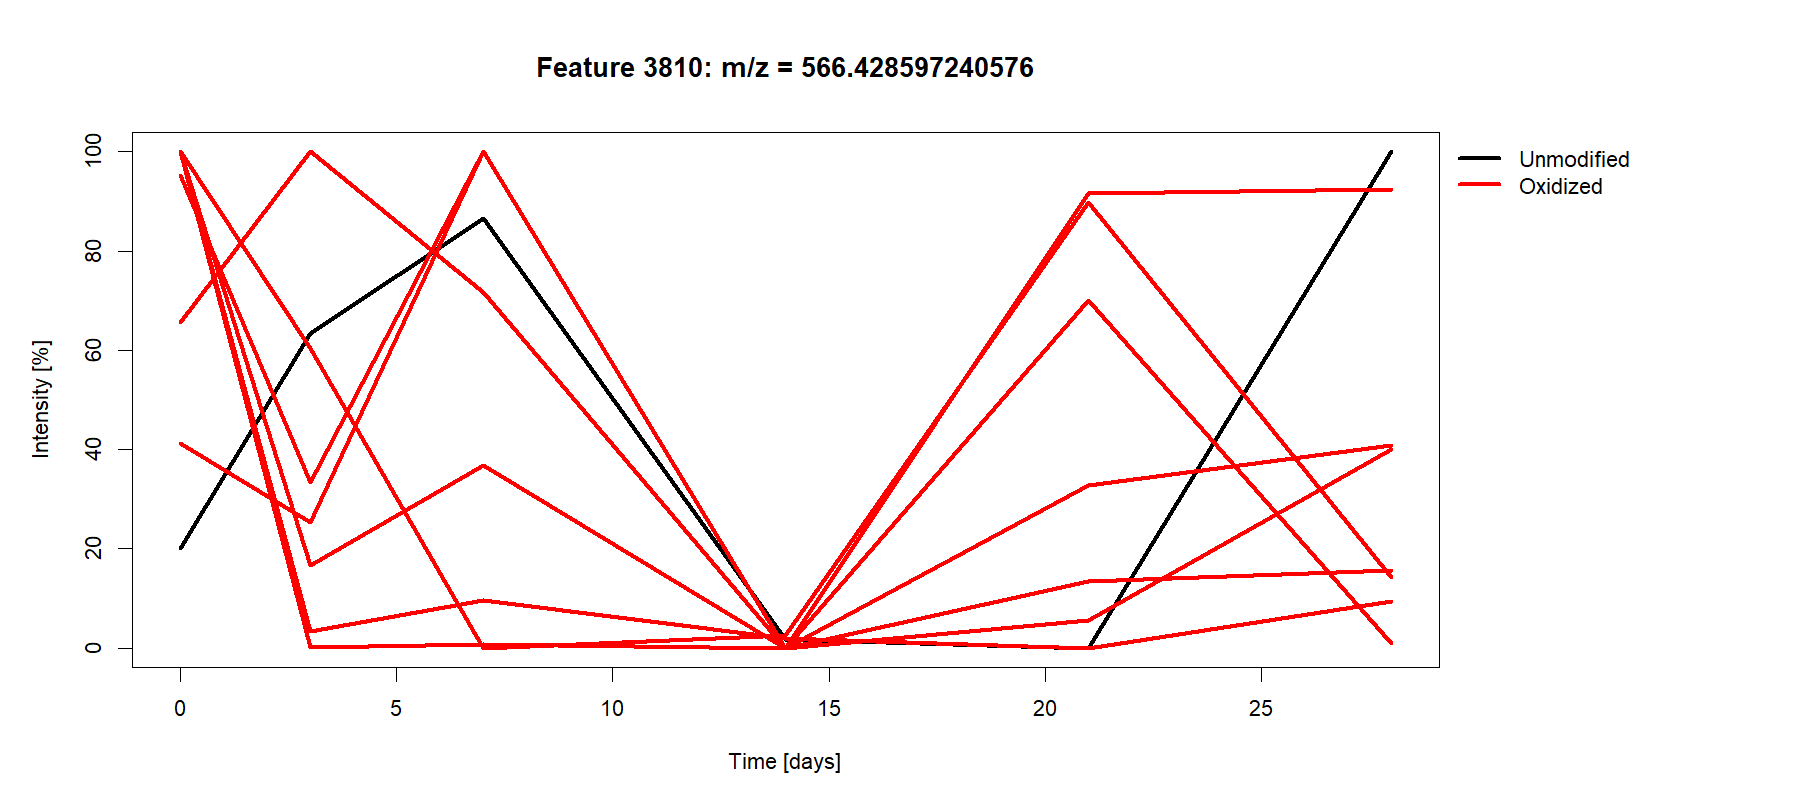 Feature 3810: m/z = 566.428597240576
Unmodified
Oxidized
Intensity [%]
100
80
60
40
20
0
0 5 10 15 20 25
Time [days]